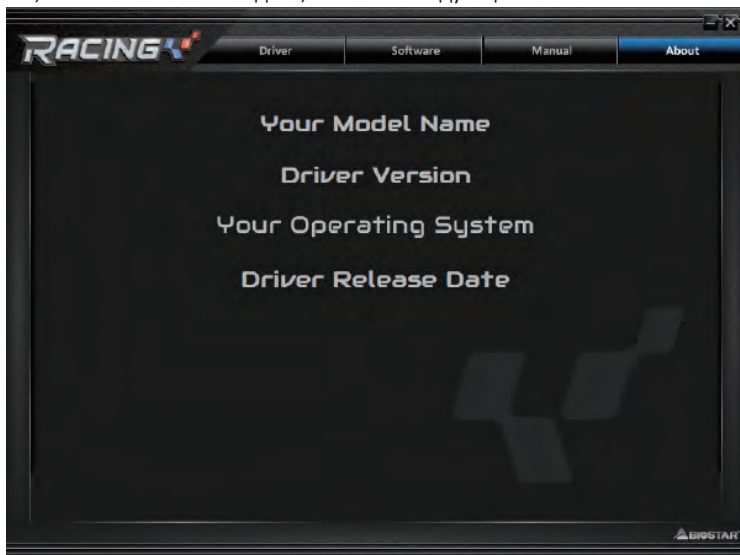 RACING
Driver Software Manual About
Your Model Name
Driver Version
Your Operating System
Driver Release Date
BIOSTAR